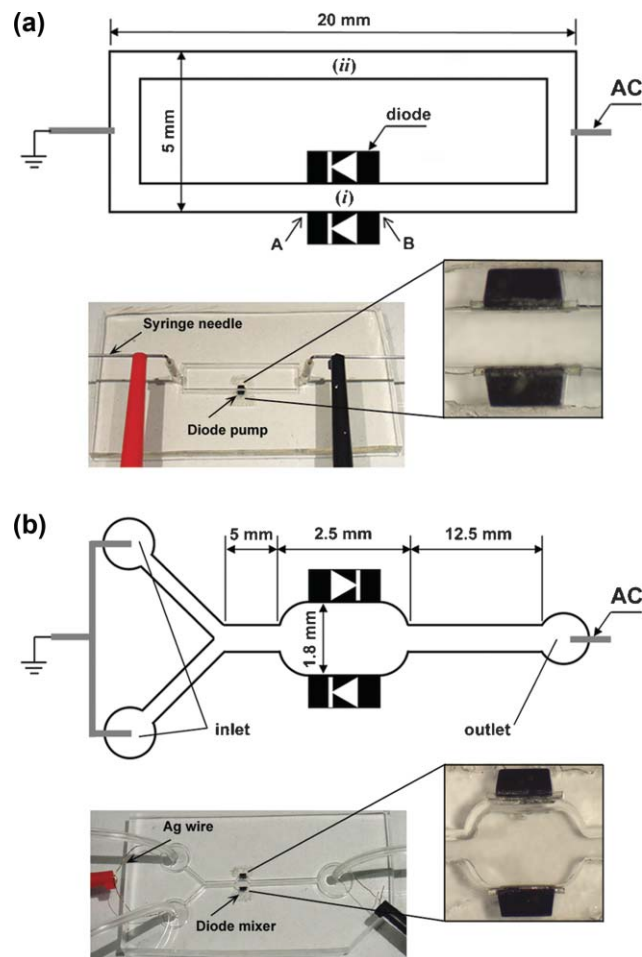 (a)
20 mm
(ii)
AC
5 mm
diode
(i)
A
B
Syringe needle
Diode pump
(b)
5 mm
2.5 mm
12.5 mm
AC
1.8 mm
inlet
outlet
Ag wire
Diode mixer